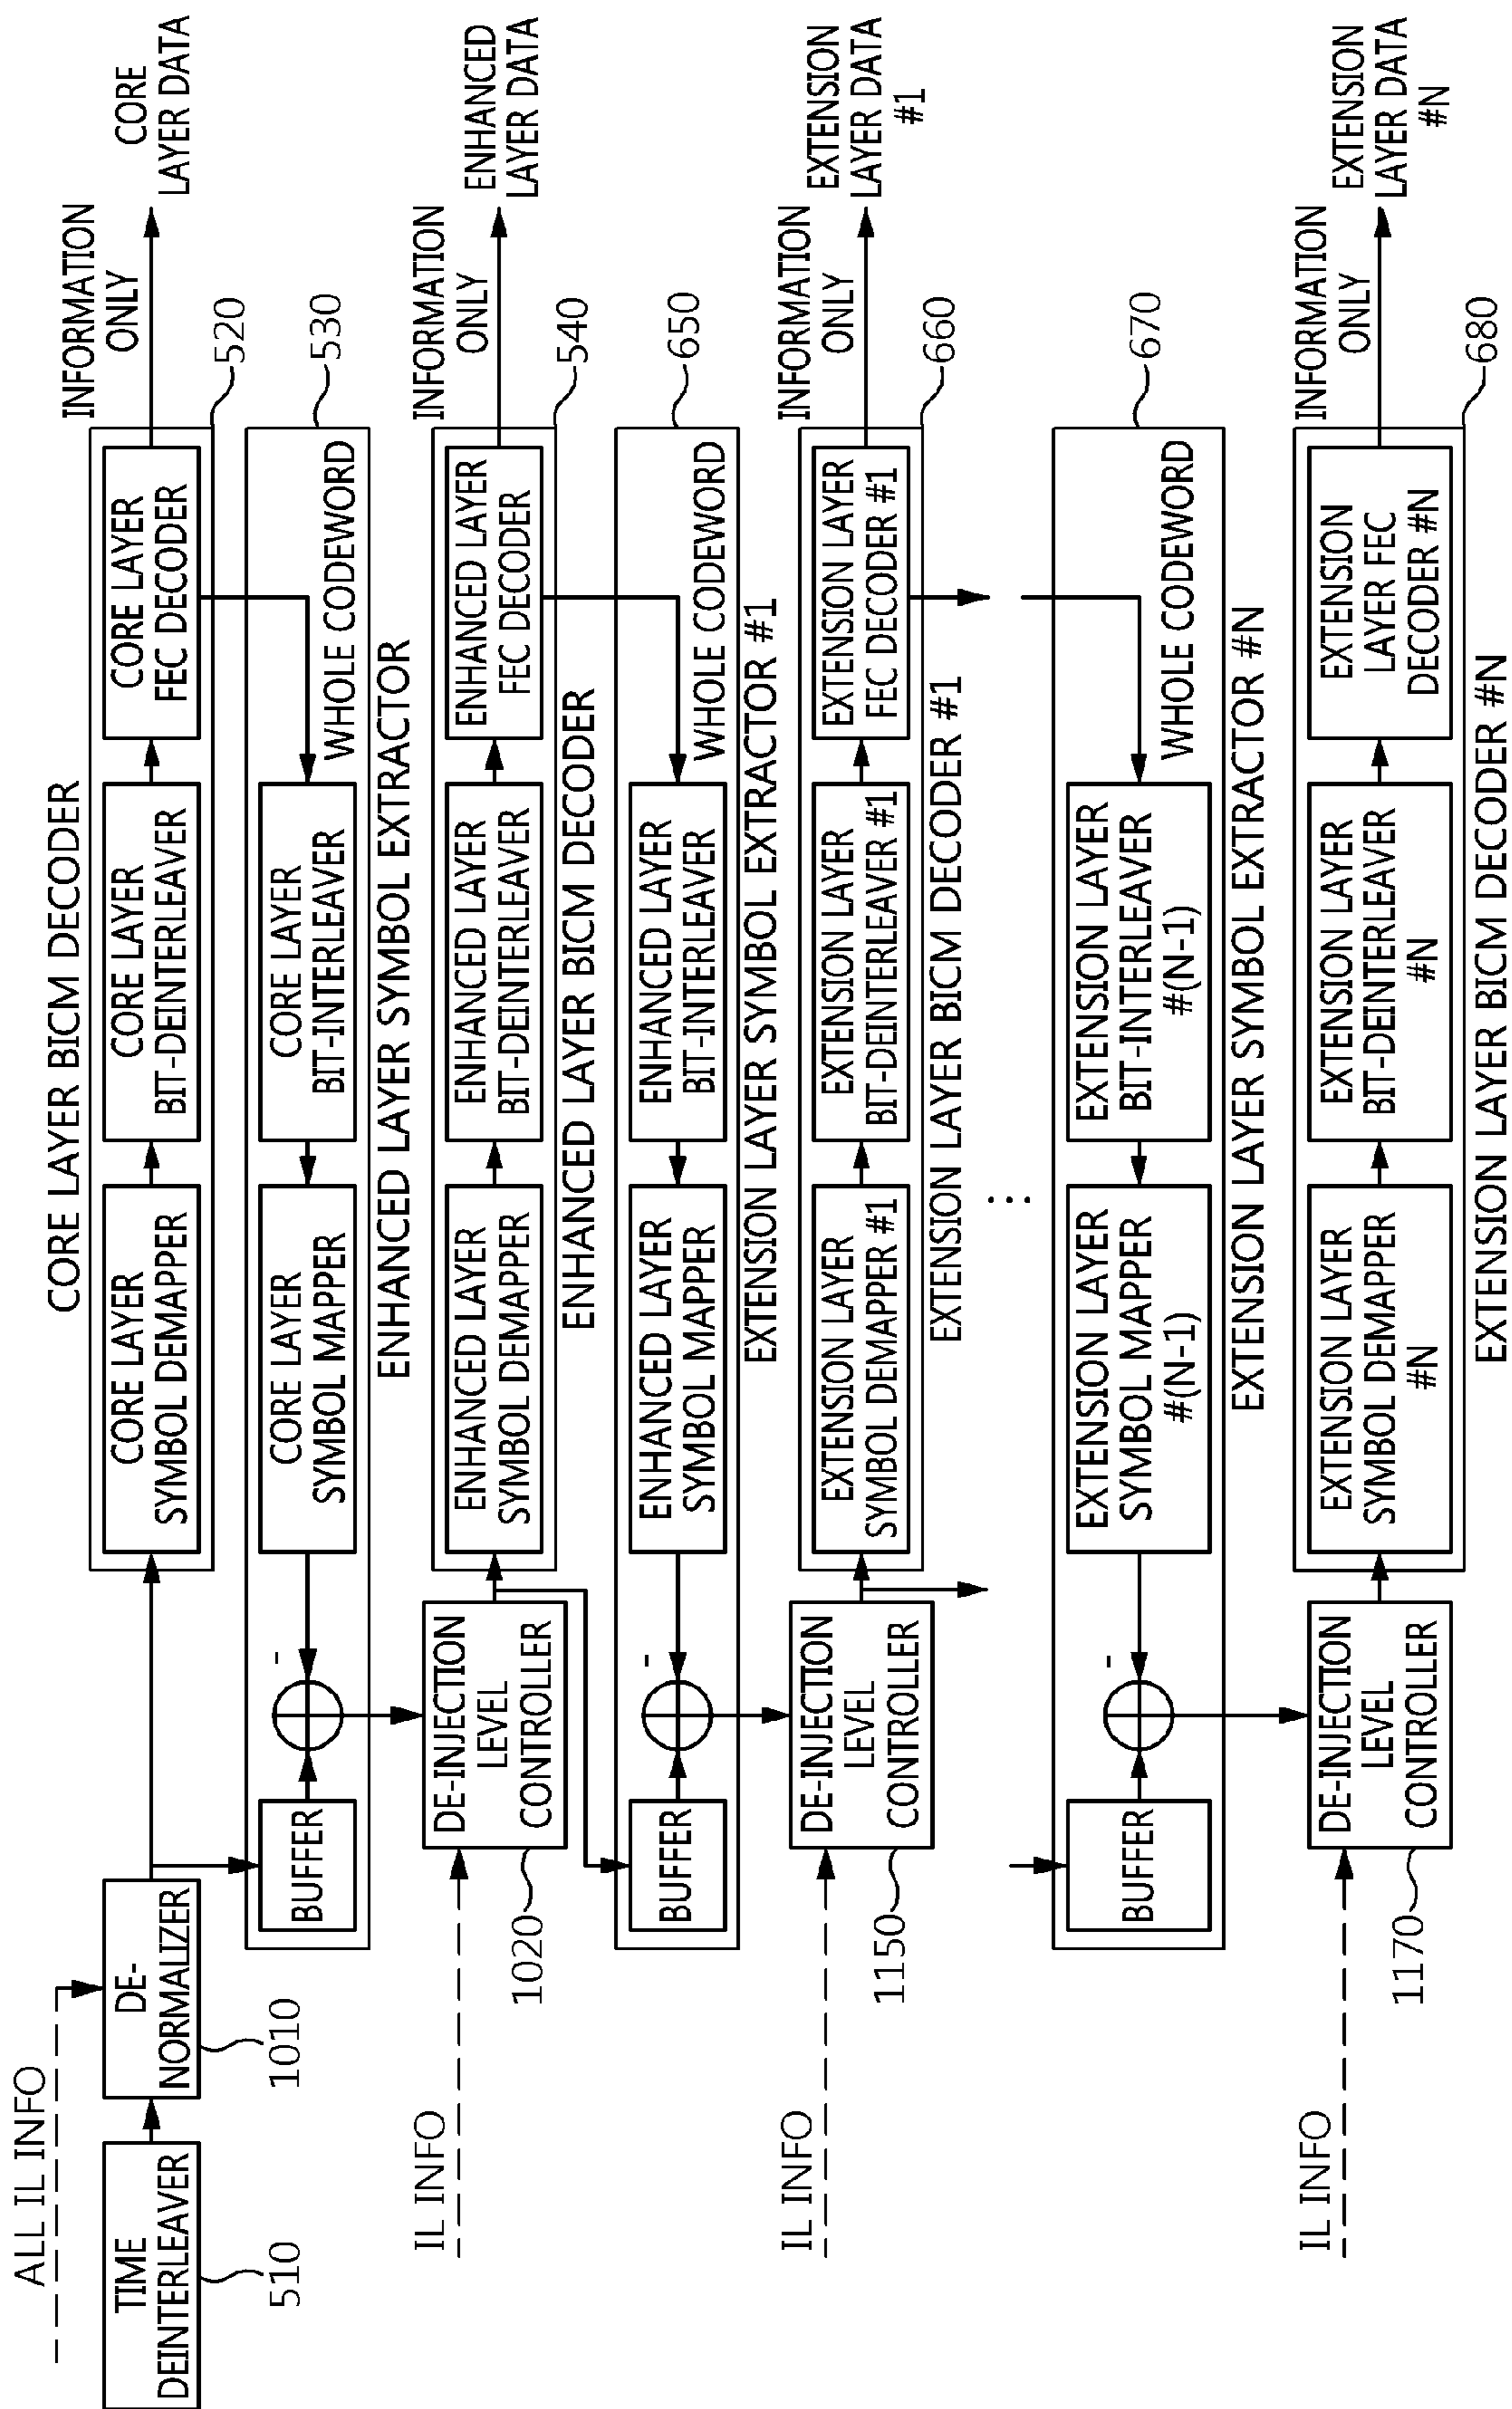 ALL IL INFO
TIME
DEINTERLEAVER
510
DE-
NORMALIZER
1010
CORE LAYER BICM DECODER
CORE LAYER
SYMBOL DEMAPPER
CORE LAYER
BIT-DEINTERLEAVER
CORE LAYER
FEC DECODER
520
INFORMATION
ONLY
CORE
LAYER DATA
BUFFER
-
CORE LAYER
SYMBOL MAPPER
CORE LAYER
BIT-INTERLEAVER
WHOLE CODEWORD
530
ENHANCED LAYER SYMBOL EXTRACTOR
IL INFO
DE-INJECTION
LEVEL
CONTROLLER
1020
ENHANCED LAYER
SYMBOL DEMAPPER
ENHANCED LAYER
BIT-DEINTERLEAVER
ENHANCED LAYER
FEC DECODER
540
INFORMATION
ONLY
ENHANCED
LAYER DATA
ENHANCED LAYER BICM DECODER
BUFFER
-
ENHANCED LAYER
SYMBOL MAPPER
ENHANCED LAYER
BIT-INTERLEAVER
WHOLE CODEWORD
650
EXTENSION LAYER SYMBOL EXTRACTOR #1
IL INFO
DE-INJECTION
LEVEL
CONTROLLER
1150
EXTENSION LAYER
SYMBOL DEMAPPER #1
EXTENSION LAYER
BIT-DEINTERLEAVER #1
EXTENSION LAYER
FEC DECODER #1
660
INFORMATION
ONLY
EXTENSION
LAYER DATA
#1
EXTENSION LAYER BICM DECODER #1
...
BUFFER
-
EXTENSION LAYER
SYMBOL MAPPER
#(N-1)
EXTENSION LAYER
BIT-INTERLEAVER
#(N-1)
WHOLE CODEWORD
670
EXTENSION LAYER SYMBOL EXTRACTOR #N
IL INFO
DE-INJECTION
LEVEL
CONTROLLER
1170
EXTENSION LAYER
SYMBOL DEMAPPER
#N
EXTENSION LAYER
BIT-DEINTERLEAVER
#N
EXTENSION
LAYER FEC
DECODER #N
680
INFORMATION
ONLY
EXTENSION
LAYER DATA
#N
EXTENSION LAYER BICM DECODER #N